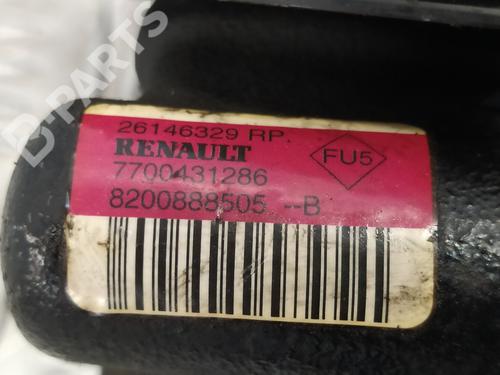 B-PARTS
26146329 RP
RENAULT
7700431286
8200888505 --B
FU5